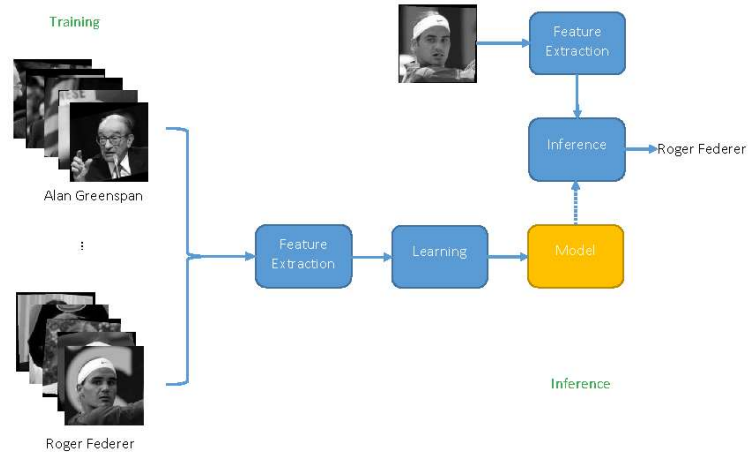 Training
Feature
Extraction
Inference
Roger Federer
Alan Greenspan
...
Feature
Extraction
Learning
Model
Inference
Roger Federer